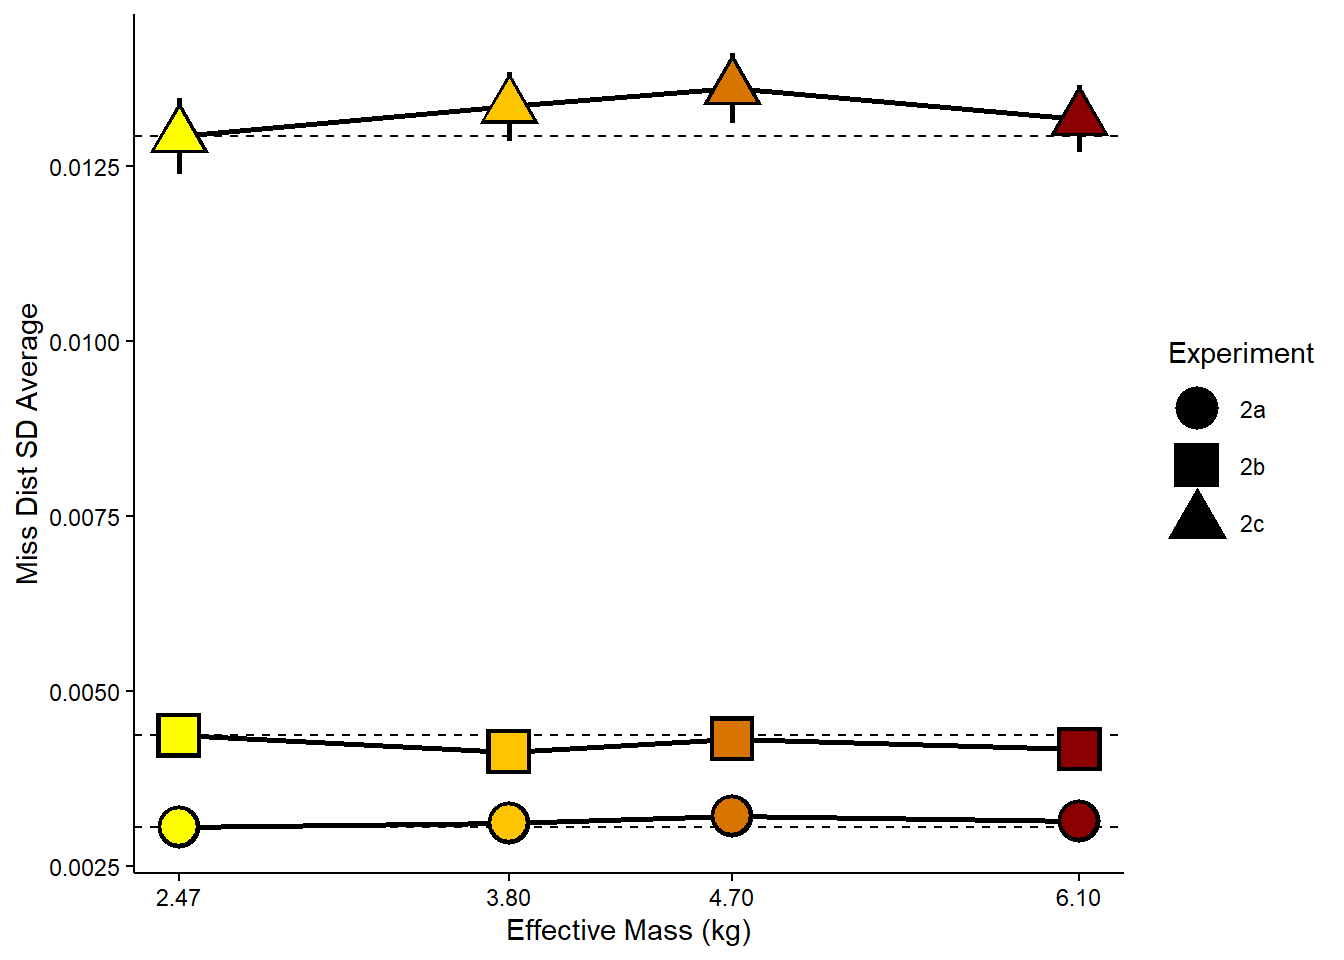 Miss Dist SD Average
0.0125
0.0100
0.0075
0.0050
0.0025
2.47 3.80 4.70 6.10
Effective Mass (kg)
Experiment
2a
2b
2c